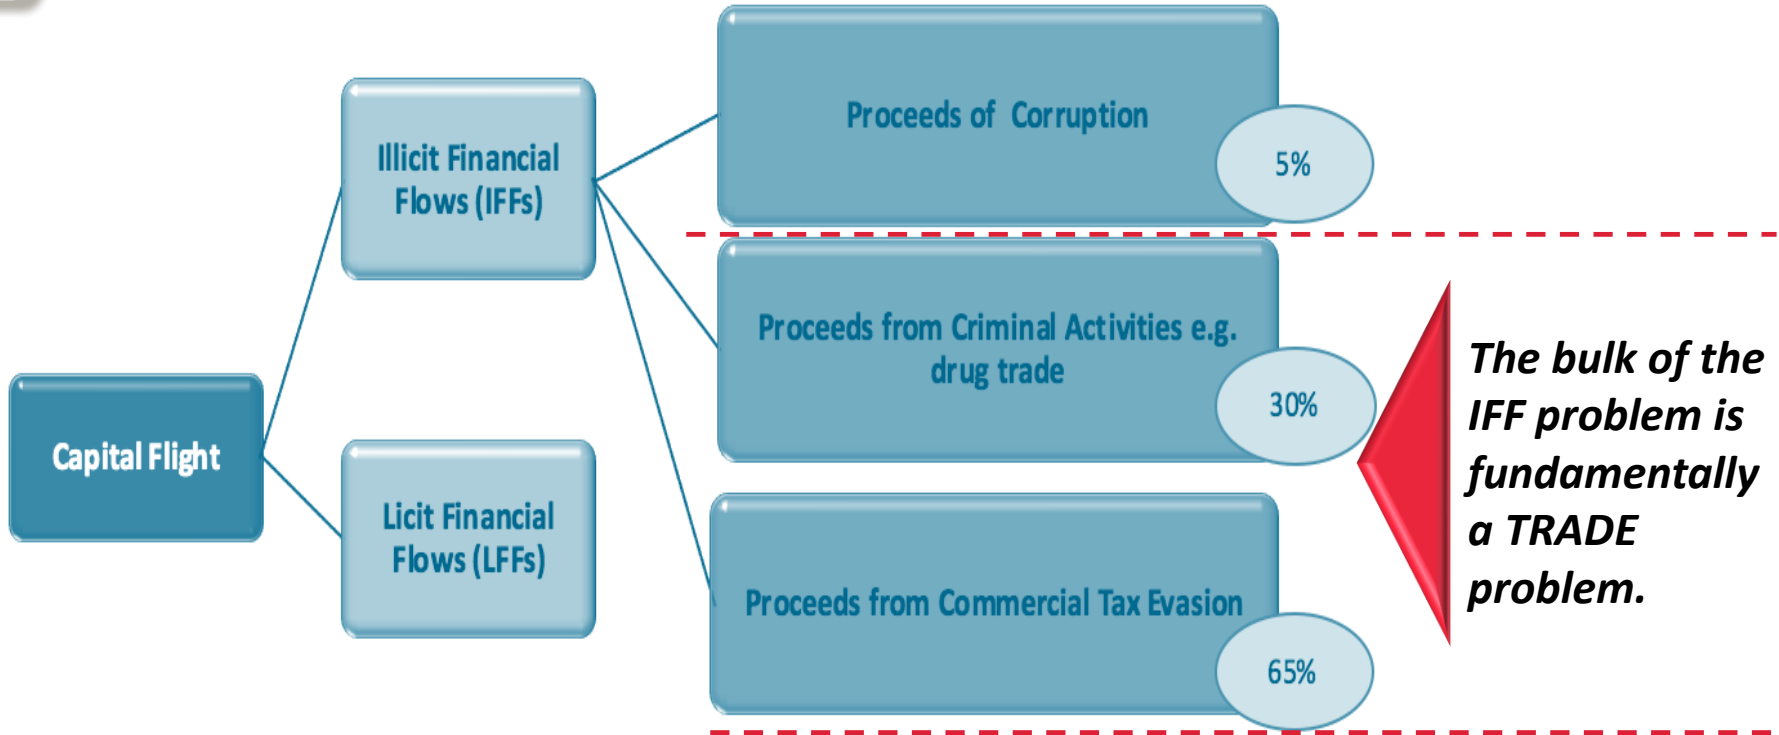 Proceeds of Corruption
5%
Illicit Financial
Flows (IFFs)
Proceeds from Criminal Activities e.g.
drug trade
30%
Capital Flight
Licit Financial
Flows (LFFs)
Proceeds from Commercial Tax Evasion
65%
The bulk of the
IFF problem is
fundamentally
a TRADE
problem.